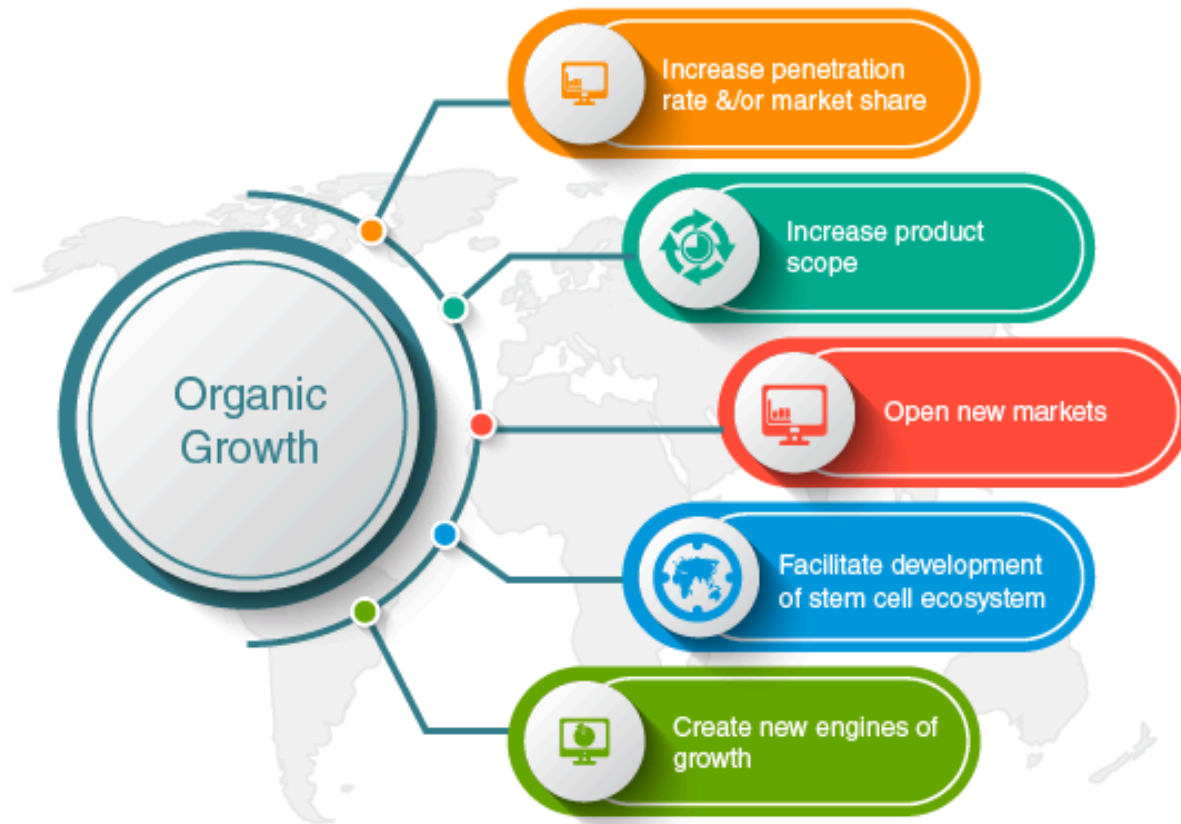 Increase penetration
rate &/or market share
Increase product
scope
Organic
Growth
Open new markets
Facilitate development
of stem cell ecosystem
Create new engines of
growth